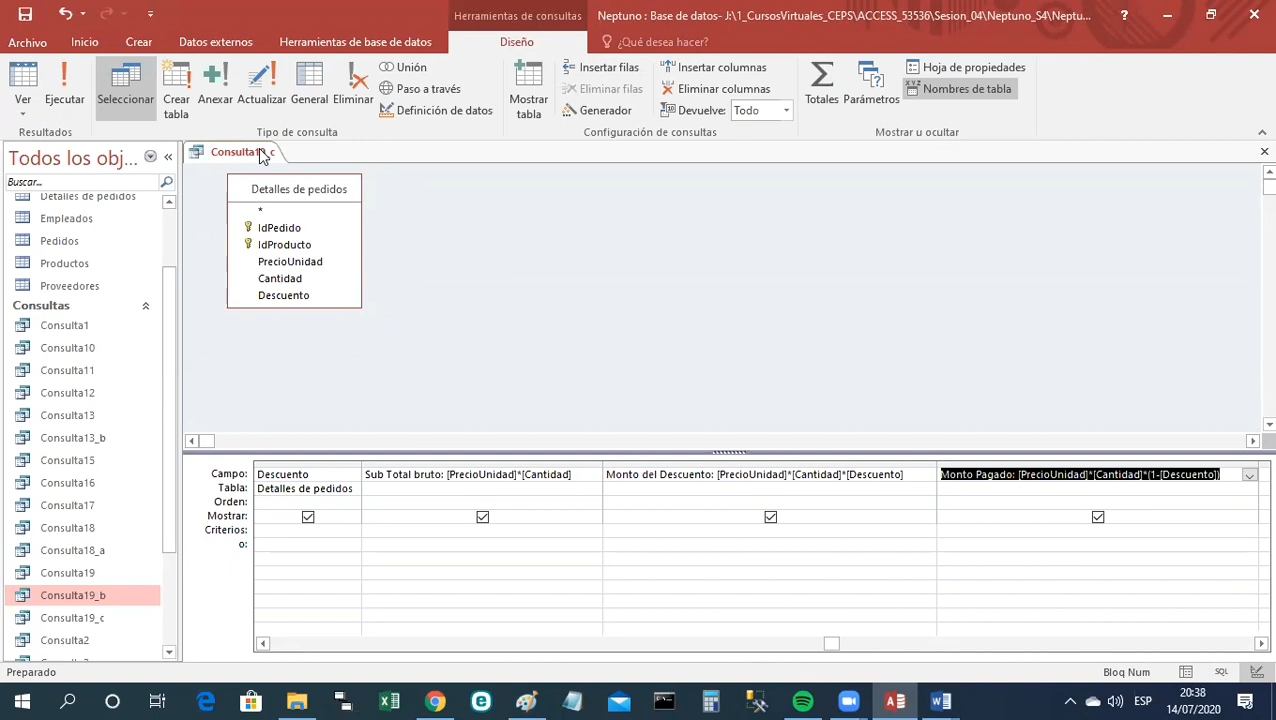 Herramientas de consultas
Neptuno : Base de datos- J:\1_CursosVirtuales_CEPS\ACCESS_53536\Sesion_04\Neptuno_S4\Neptu...
?
Archivo
Inicio
Crear
Datos externos
Herramientas de base de datos
Diseño
¿Qué desea hacer?
Ver
Ejecutar
Seleccionar
Crear
tabla
Anexar
Actualizar
General
Eliminar
Unión
Paso a través
Definición de datos
Mostrar
tabla
Insertar filas
Eliminar filas
Generador
Insertar columnas
Eliminar columnas
Devuelve: Todo
Totales
Parámetros
Hoja de propiedades
XYZ
Nombres de tabla
Resultados
Tipo de consulta
Configuración de consultas
Mostrar u ocultar
Todos los obj...
Buscar...
Detalles de pedidos
Empleados
Pedidos
Productos
Proveedores
Consultas
Consulta1
Consulta10
Consulta11
Consulta12
Consulta13
Consulta13_b
Consulta15
Consulta16
Consulta17
Consulta18
Consulta18_a
Consulta19
Consulta19_b
Consulta19_c
Consulta2
Consulta19_c
Detalles de pedidos
*
IdPedido
IdProducto
PrecioUnidad
Cantidad
Descuento
Campo: Descuento Sub Total bruto: [PrecioUnidad]*[Cantidad] Monto del Descuento: [PrecioUnidad]*[Cantidad]*[Descuento] Monto Pagado: [PrecioUnidad]*[Cantidad]*(1-[Descuento])
Tabla: Detalles de pedidos
Orden:
Mostrar:
Criterios:
o:
Preparado
Bloq Num
SQL
ESP
20:38
14/07/2020